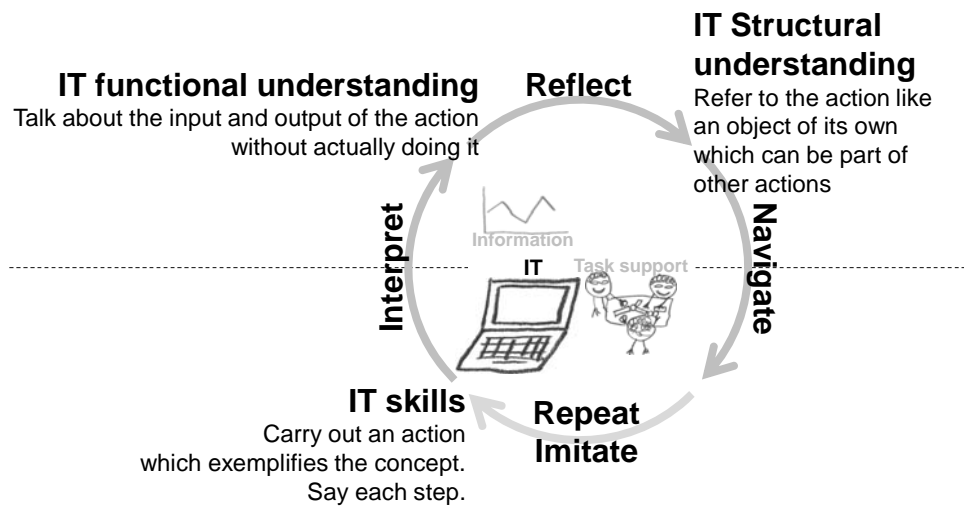 IT Structural
understanding
Refer to the action like
an object of its own
which can be part of
other actions
IT functional understanding
Talk about the input and output of the action
without actually doing it
Reflect
Interpret
Navigate
Information
IT
Task support
IT skills
Carry out an action
which exemplifies the concept.
Say each step.
Repeat
Imitate